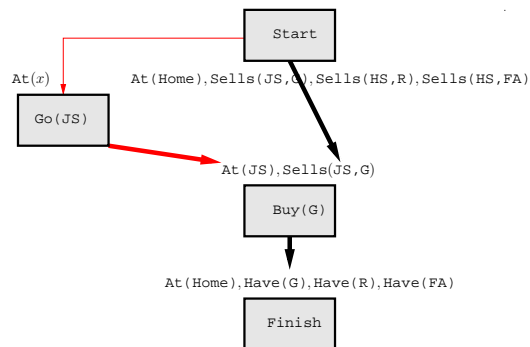 Start
At(x)
At(Home),Sells(JS,G),Sells(HS,R),Sells(HS,FA)
Go(JS)
At(JS),Sells(JS,G)
Buy(G)
At(Home),Have(G),Have(R),Have(FA)
Finish